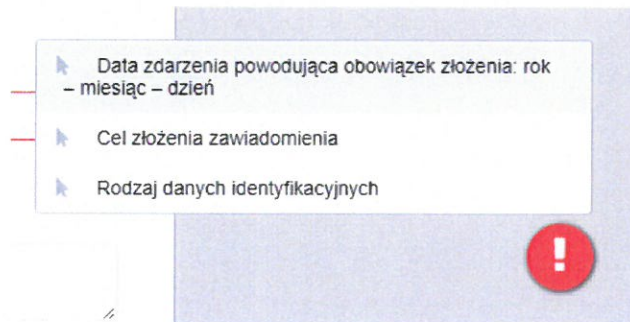 Data zdarzenia powodująca obowiązek złożenia: rok
– miesiąc – dzień
Cel złożenia zawiadomienia
Rodzaj danych identyfikacyjnych
!